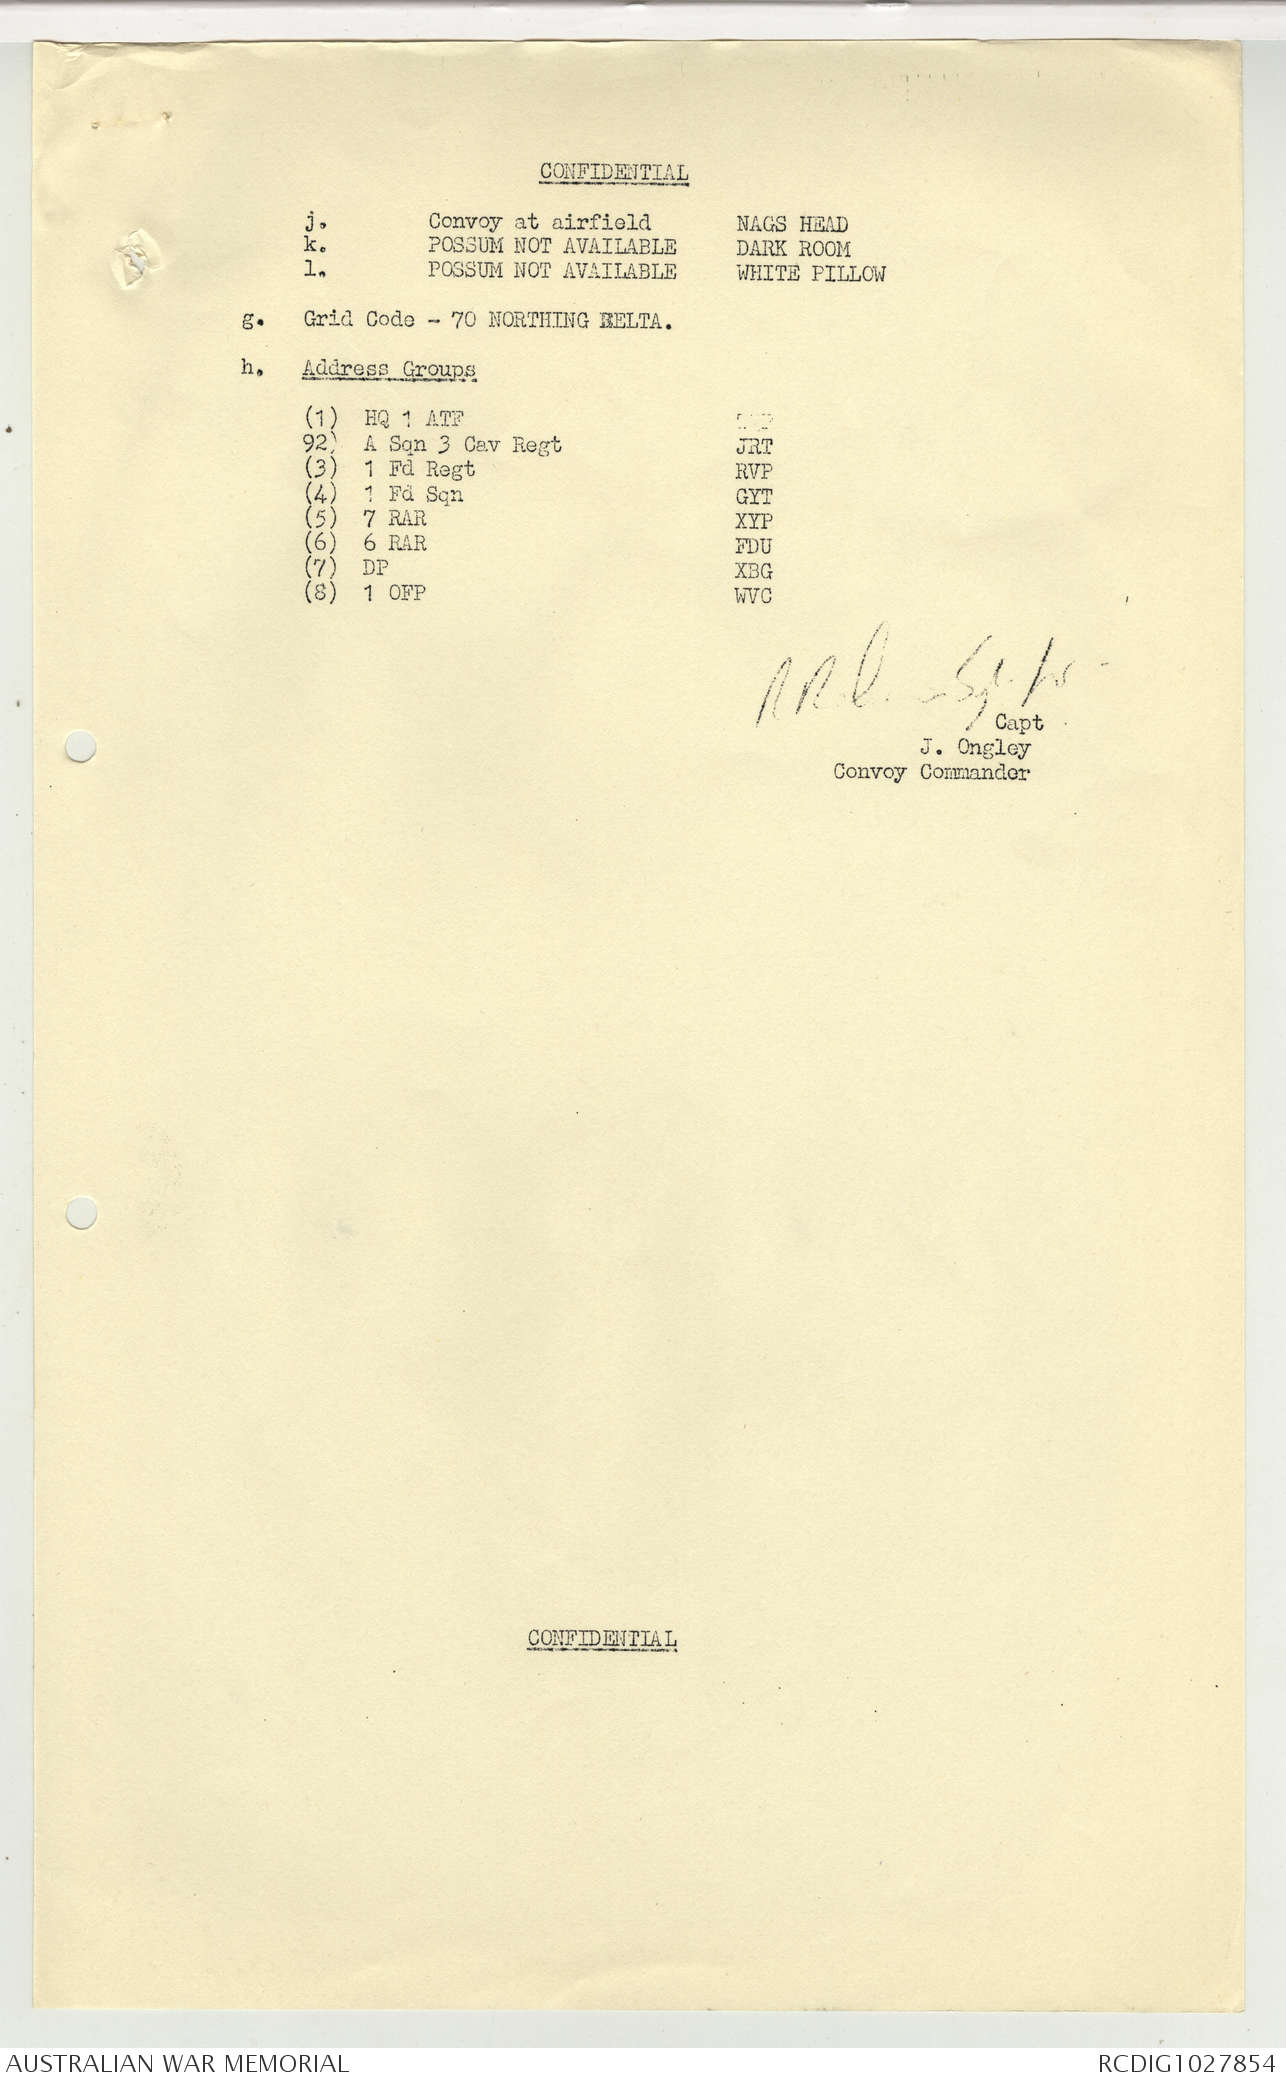 CONFIDENTIAL
j. Convoy at airfield NAGS HEAD
k. POSSUM NOT AVAILABLE DARK ROOM
l. POSSUM NOT AVAILABLE WHITE PILLOW
g. Grid Code - 70 NORTHING DELTA.
h. Address Groups
(1) HQ 1 ATF
92) A Sqn 3 Cav Regt JRT
(3) 1 Fd Regt RVP
(4) 1 Fd Sqn GYT
(5) 7 RAR XYP
(6) 6 RAR FDU
(7) DP XBG
(8) 1 OFP WVC
Capt
J. Ongley
Convoy Commander
CONFIDENTIAL
AUSTRALIAN WAR MEMORIAL RCDIG1027854